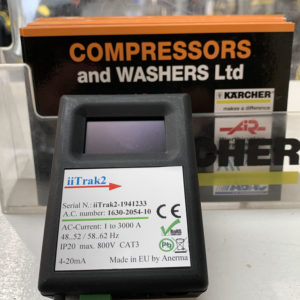 COMPRESSORS
and WASHERS Ltd
KÄRCHER
makes a difference
AIR
CHER
iiTrak2
Serial N.: iiTrak2-1941233
A.C. number: 1630-2054-10
AC-Current: 1 to 3000 A
48..52 / 58..62 Hz
IP20 max. 800V CAT3
4-20mA
Made in EU by Anerma
CE
Pb